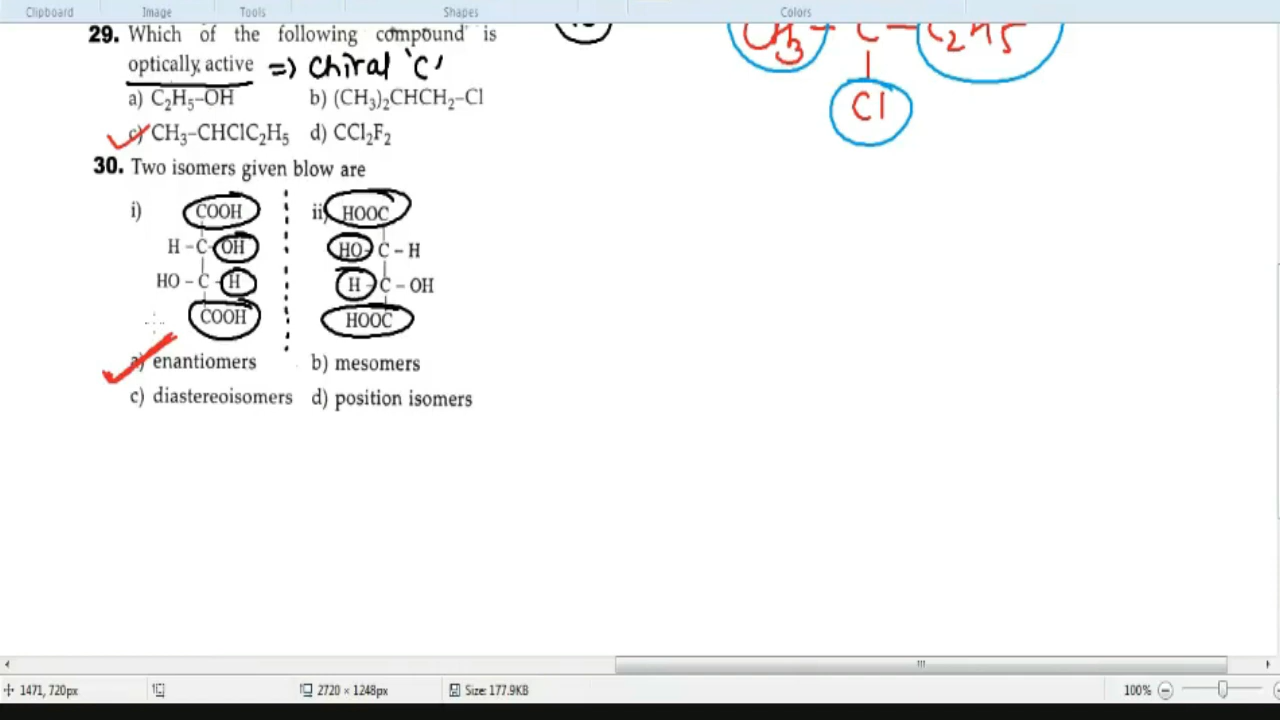 Clipboard Image Tools Shapes Colors
29. Which of the following compound is
optically active => chiral 'C'
a) C₂H₅–OH b) (CH₃)₂CHCH₂–Cl
c) CH₃–CHClC₂H₅ d) CCl₂F₂
CH₃ – C – C₂H₅
Cl
30. Two isomers given blow are
i) COOH ii) HOOC
H – C – OH HO – C – H
HO – C – H H – C – OH
COOH HOOC
a) enantiomers b) mesomers
c) diastereoisomers d) position isomers
1471, 720px 2720 × 1248px Size: 177.9KB 100%